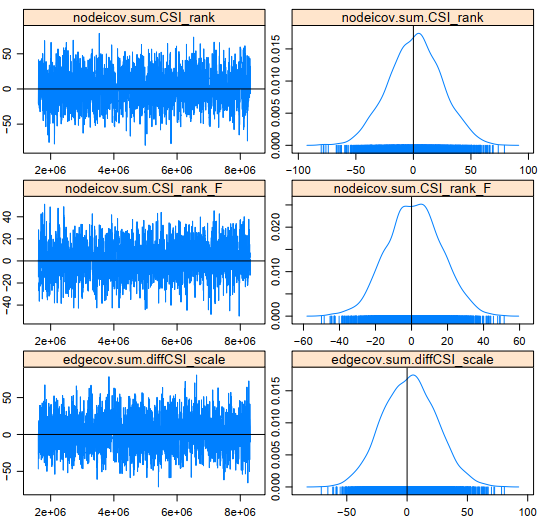 nodeicov.sum.CSI_rank
nodeicov.sum.CSI_rank
50
0
−50
2e+06 4e+06 6e+06 8e+06
0.015
0.010
0.005
0.000
−100 −50 0 50 100
nodeicov.sum.CSI_rank_F
nodeicov.sum.CSI_rank_F
40
20
0
−20
−40
2e+06 4e+06 6e+06 8e+06
0.020
0.010
0.000
−60 −40 −20 0 20 40 60
edgecov.sum.diffCSI_scale
edgecov.sum.diffCSI_scale
50
0
−50
2e+06 4e+06 6e+06 8e+06
0.015
0.010
0.005
0.000
−50 0 50 100